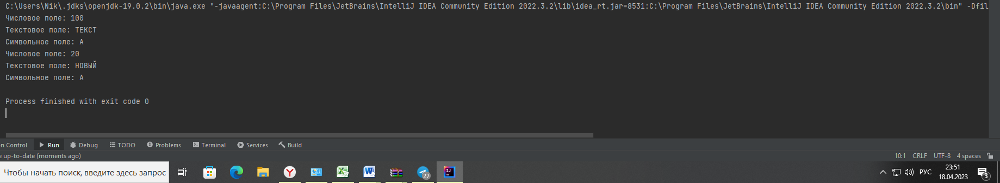 C:\Users\Nik\.jdks\openjdk-19.0.2\bin\java.exe "-javaagent:C:\Program Files\JetBrains\IntelliJ IDEA Community Edition 2022.3.2\lib\idea_rt.jar=8531:C:\Program Files\JetBrains\IntelliJ IDEA Community Edition 2022.3.2\bin" -Dfil
Числовое поле: 100
Текстовое поле: ТЕКСТ
Символьное поле: A
Числовое поле: 20
Текстовое поле: НОВЫЙ
Символьное поле: A
Process finished with exit code 0
n Control Run Debug TODO Problems Terminal Services Build
e up-to-date (moments ago) 10:1 CRLF UTF-8 4 spaces
Чтобы начать поиск, введите здесь запрос 27 IJ РУС 23:51
18.04.2023 3